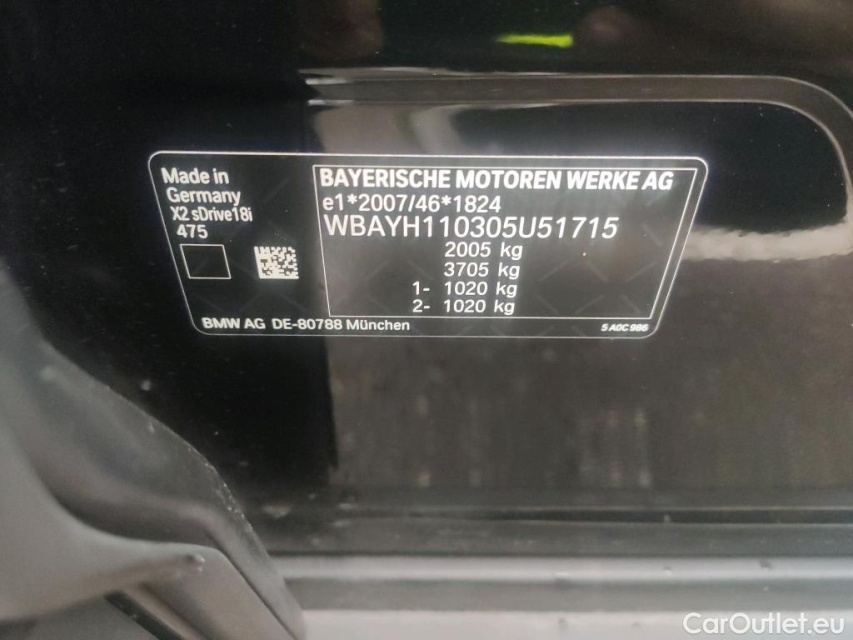 Made in
Germany
X2 sDrive18i
475
BAYERISCHE MOTOREN WERKE AG
e1*2007/46*1824
WBAYH110305U51715
2005 kg
3705 kg
1- 1020 kg
2- 1020 kg
BMW AG DE-80788 München
5 A0C 986
CarOutlet.eu